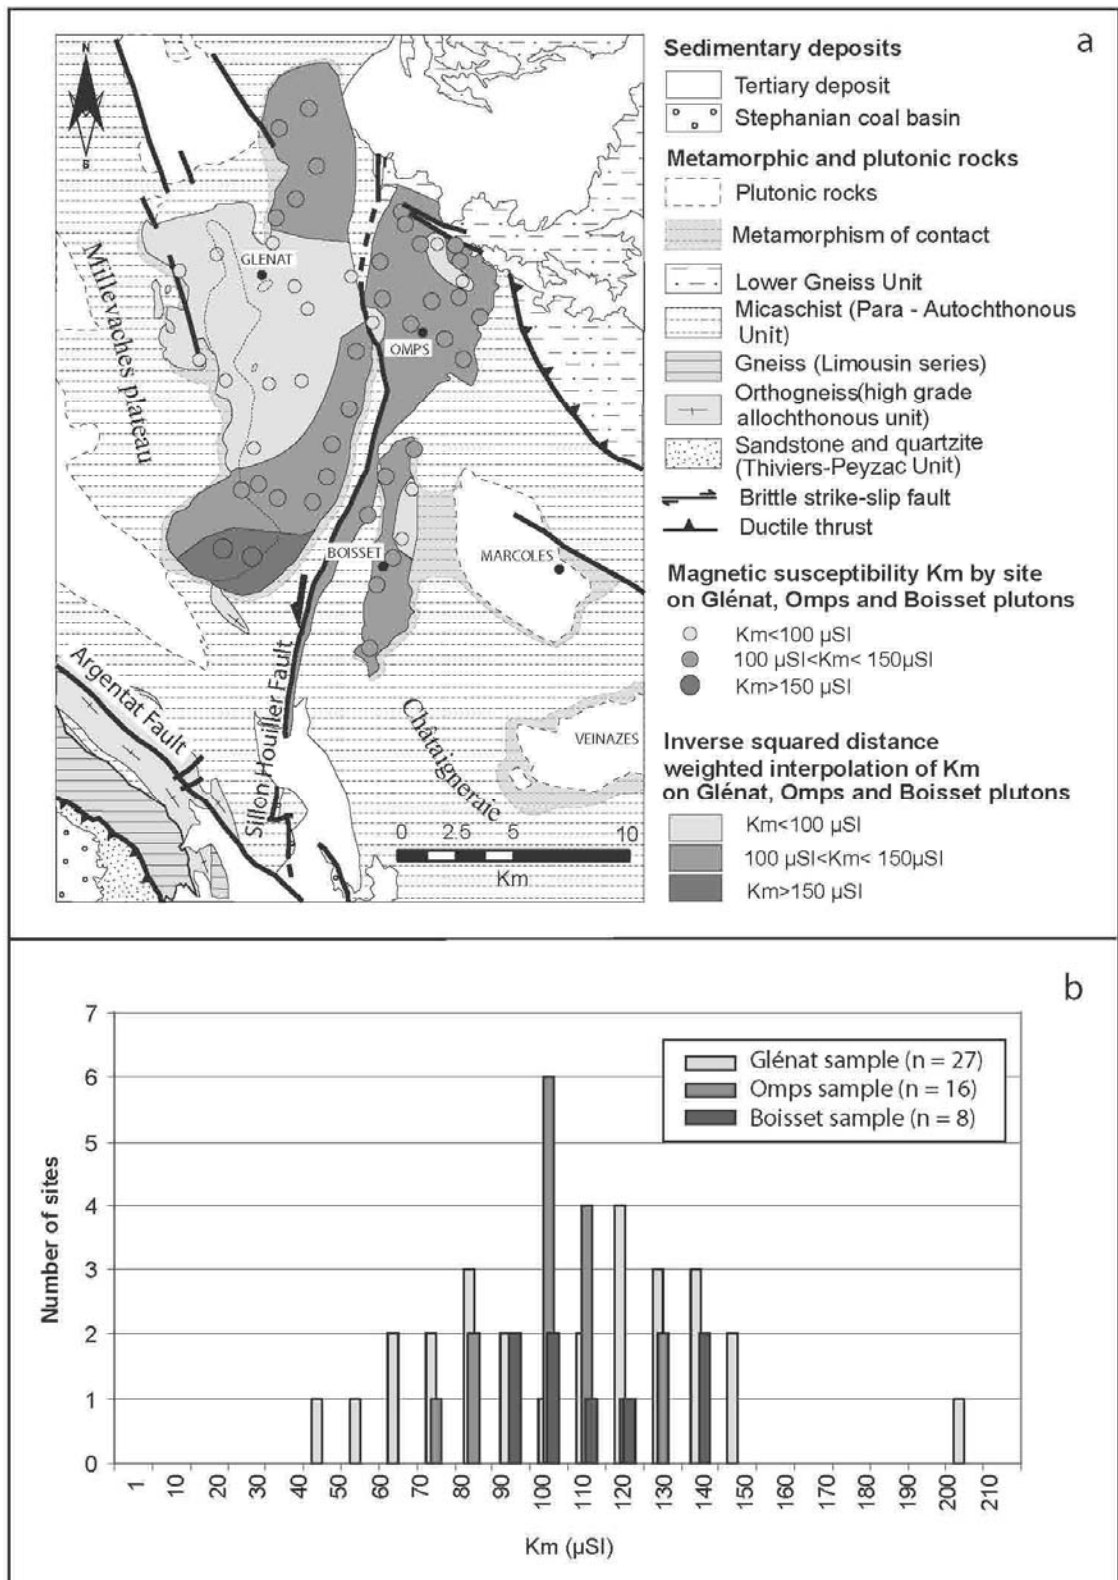 a
N
S
GLENAT
OMPS
BOISSET
MARCOLES
VEINAZES
Millevaches plateau
Argentat Fault
Sillon Houiller Fault
Châtaigneraie
0 2.5 5 10
Km
Sedimentary deposits
Tertiary deposit
Stephanian coal basin
Metamorphic and plutonic rocks
Plutonic rocks
Metamorphism of contact
Lower Gneiss Unit
Micaschist (Para - Autochthonous
Unit)
Gneiss (Limousin series)
Orthogneiss(high grade
allochthonous unit)
Sandstone and quartzite
(Thiviers-Peyzac Unit)
Brittle strike-slip fault
Ductile thrust
Magnetic susceptibility Km by site
on Glénat, Omps and Boisset plutons
Km<100 µSI
100 µSI<Km< 150µSI
Km>150 µSI
Inverse squared distance
weighted interpolation of Km
on Glénat, Omps and Boisset plutons
Km<100 µSI
100 µSI<Km< 150µSI
Km>150 µSI
b
Number of sites
7
6
5
4
3
2
1
0
Glénat sample (n = 27)
Omps sample (n = 16)
Boisset sample (n = 8)
1 10 20 30 40 50 60 70 80 90 100 110 120 130 140 150 160 170 180 190 200 210
Km (µSI)